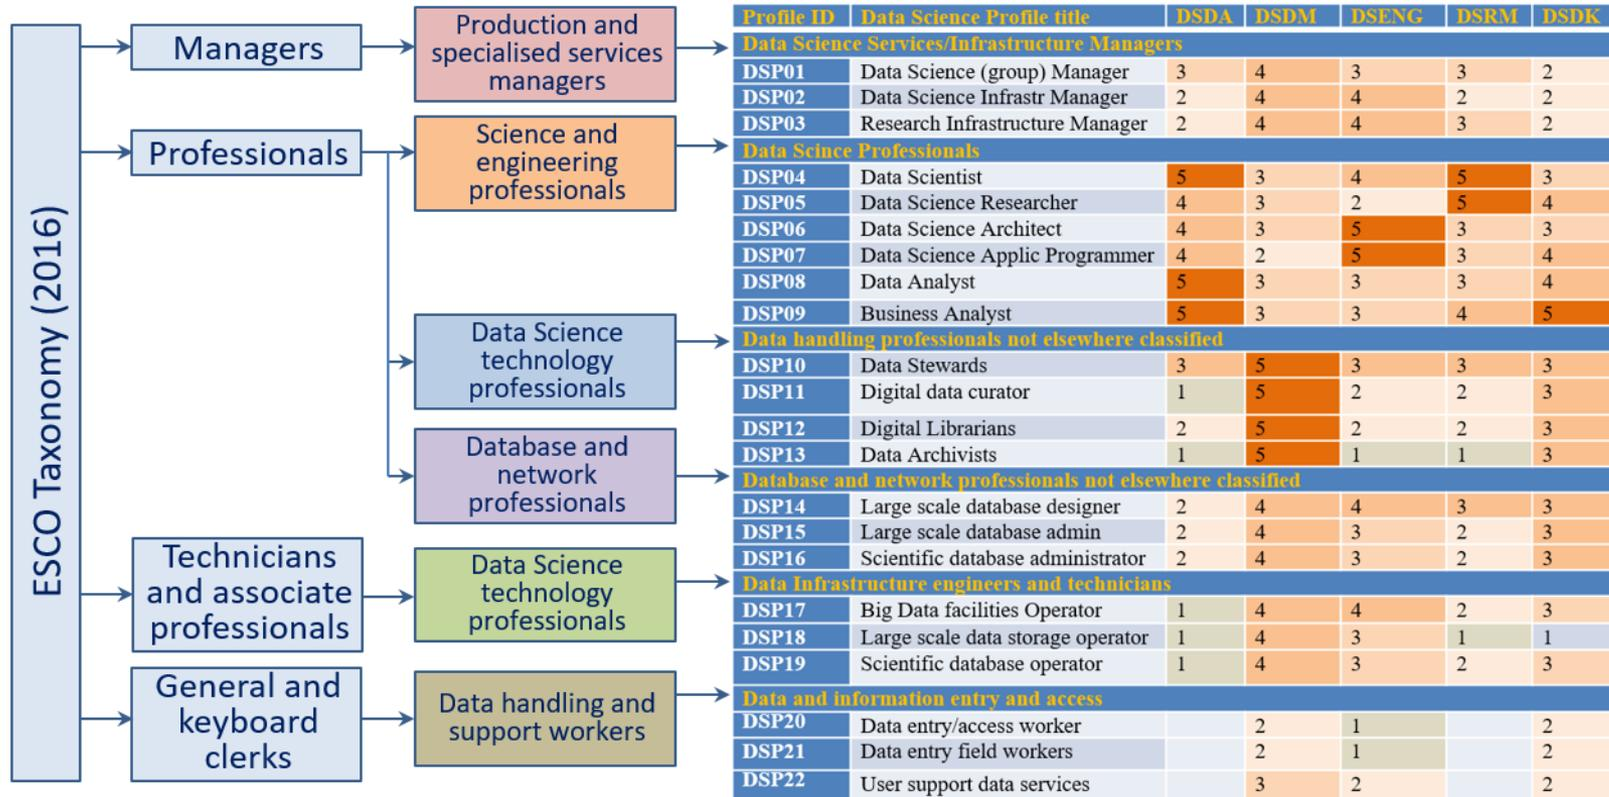 ESCO Taxonomy (2016)
Managers
Professionals
Technicians
and associate
professionals
General and
keyboard
clerks
Production and
specialised services
managers
Science and
engineering
professionals
Data Science
technology
professionals
Database and
network
professionals
Data Science
technology
professionals
Data handling and
support workers
Profile ID Data Science Profile title DSDA DSDM DSENG DSRM DSDK
Data Science Services/Infrastructure Managers
DSP01 Data Science (group) Manager 3 4 3 3 2
DSP02 Data Science Infrastr Manager 2 4 4 2 2
DSP03 Research Infrastructure Manager 2 4 4 3 2
Data Scince Professionals
DSP04 Data Scientist 5 3 4 5 3
DSP05 Data Science Researcher 4 3 2 5 4
DSP06 Data Science Architect 4 3 5 3 3
DSP07 Data Science Applic Programmer 4 2 5 3 4
DSP08 Data Analyst 5 3 3 3 4
DSP09 Business Analyst 5 3 3 4 5
Data handling professionals not elsewhere classified
DSP10 Data Stewards 3 5 3 3 3
DSP11 Digital data curator 1 5 2 2 3
DSP12 Digital Librarians 2 5 2 2 3
DSP13 Data Archivists 1 5 1 1 3
Database and network professionals not elsewhere classified
DSP14 Large scale database designer 2 4 4 3 3
DSP15 Large scale database admin 2 4 3 2 3
DSP16 Scientific database administrator 2 4 3 2 3
Data Infrastructure engineers and technicians
DSP17 Big Data facilities Operator 1 4 4 2 3
DSP18 Large scale data storage operator 1 4 3 1 1
DSP19 Scientific database operator 1 4 3 2 3
Data and information entry and access
DSP20 Data entry/access worker 2 1 2
DSP21 Data entry field workers 2 1 2
DSP22 User support data services 3 2 2